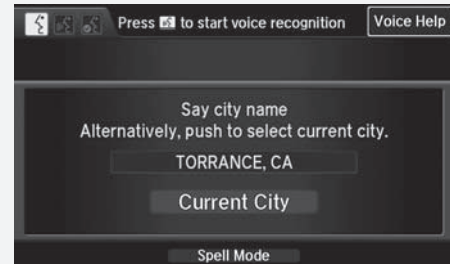 Press to start voice recognition
Voice Help
Say city name
Alternatively, push to select current city.
TORRANCE, CA
Current City
Spell Mode